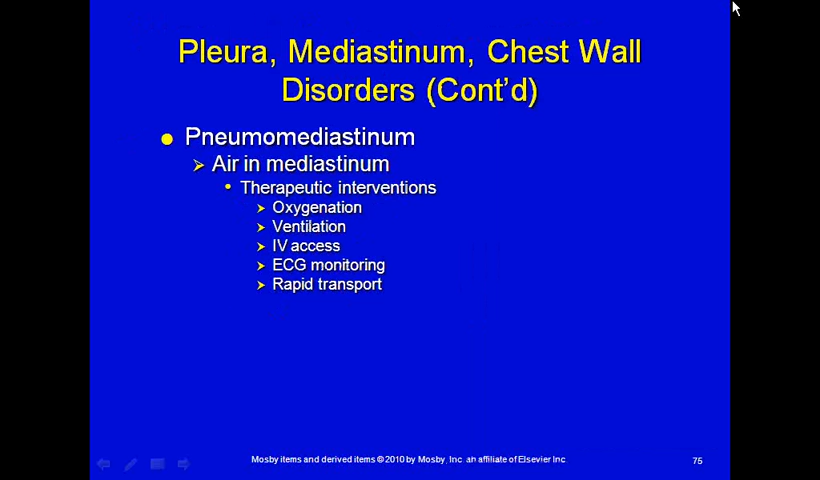 Pleura, Mediastinum, Chest Wall
Disorders (Cont'd)
Pneumomediastinum
Air in mediastinum
Therapeutic interventions
Oxygenation
Ventilation
IV access
ECG monitoring
Rapid transport
Mosby items and derived items © 2010 by Mosby, Inc. an affiliate of Elsevier Inc.
75